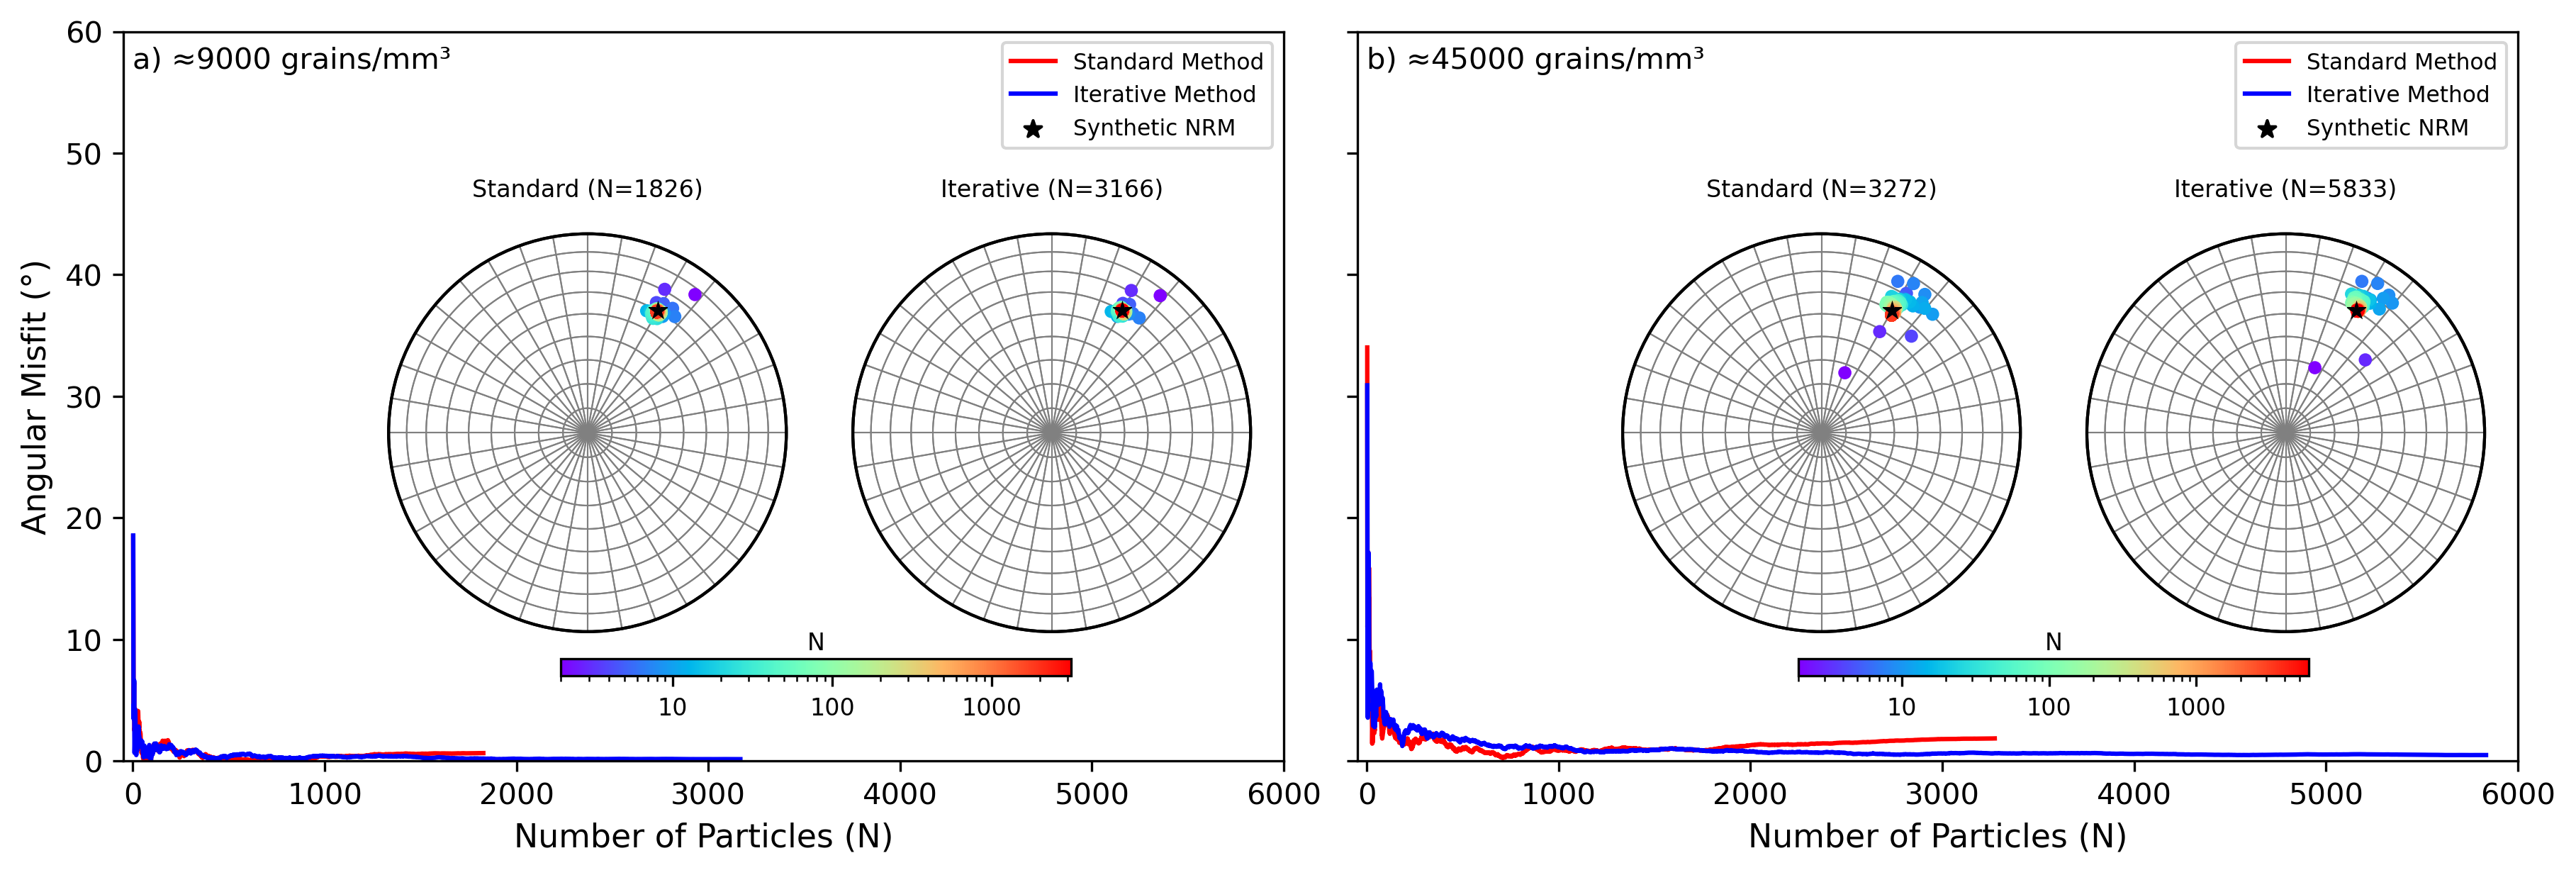 a) ≈9000 grains/mm³
Standard Method
Iterative Method
Synthetic NRM
Standard (N=1826)
Iterative (N=3166)
N
10
100
1000
60
50
40
30
20
10
0
Angular Misfit (°)
0
1000
2000
3000
4000
5000
6000
Number of Particles (N)
b) ≈45000 grains/mm³
Standard Method
Iterative Method
Synthetic NRM
Standard (N=3272)
Iterative (N=5833)
N
10
100
1000
0
1000
2000
3000
4000
5000
6000
Number of Particles (N)